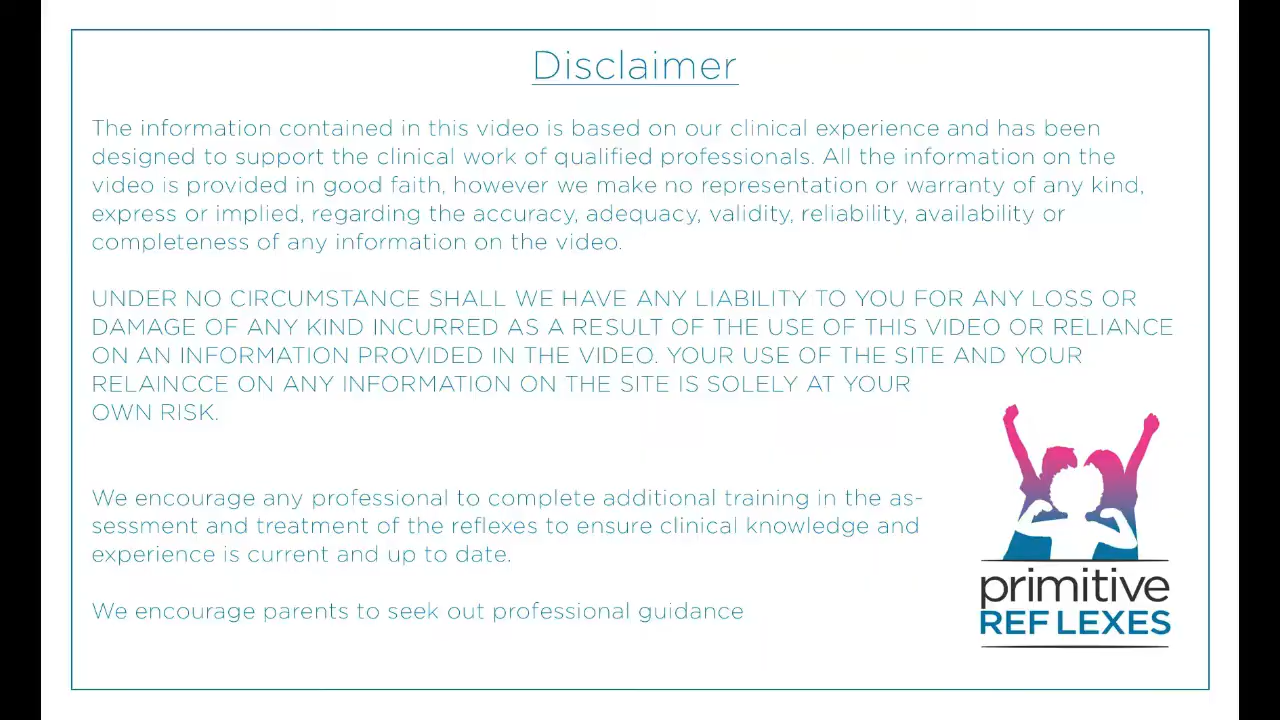 Disclaimer
The information contained in this video is based on our clinical experience and has been
designed to support the clinical work of qualified professionals. All the information on the
video is provided in good faith, however we make no representation or warranty of any kind,
express or implied, regarding the accuracy, adequacy, validity, reliability, availability or
completeness of any information on the video.
UNDER NO CIRCUMSTANCE SHALL WE HAVE ANY LIABILITY TO YOU FOR ANY LOSS OR
DAMAGE OF ANY KIND INCURRED AS A RESULT OF THE USE OF THIS VIDEO OR RELIANCE
ON AN INFORMATION PROVIDED IN THE VIDEO. YOUR USE OF THE SITE AND YOUR
RELAINCCE ON ANY INFORMATION ON THE SITE IS SOLELY AT YOUR
OWN RISK.
We encourage any professional to complete additional training in the as-
sessment and treatment of the reflexes to ensure clinical knowledge and
experience is current and up to date.
We encourage parents to seek out professional guidance
primitive
REFLEXES